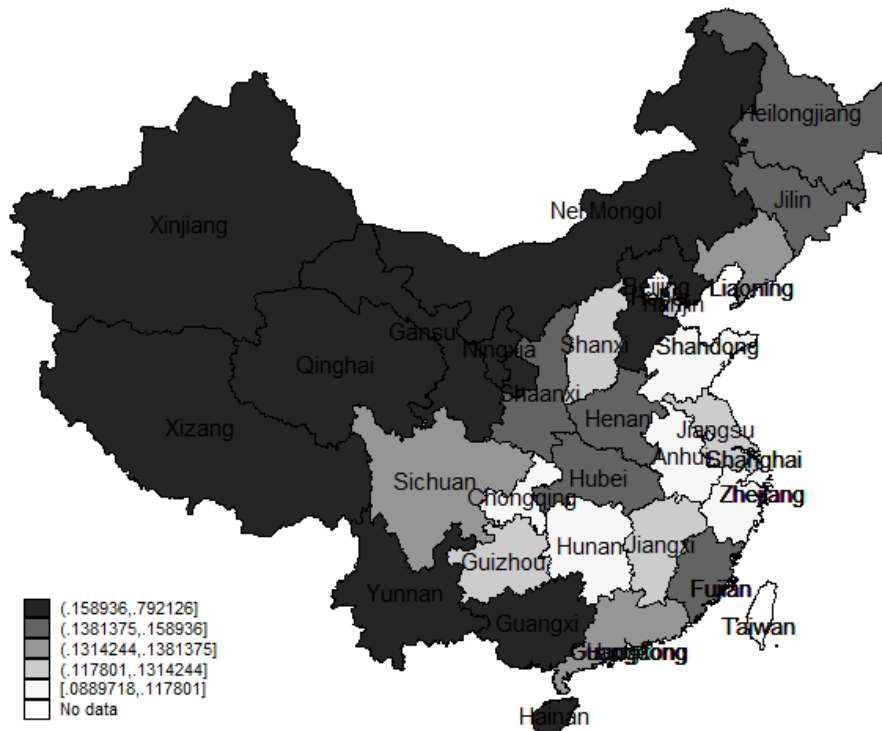 Heilongjiang
Jilin
Nei Mongol
Xinjiang
Beijing
Liaoning
Tianjin
Gansu
Ningxia
Shanxi
Shandong
Qinghai
Shaanxi
Xizang
Henan
Jiangsu
Anhui
Shanghai
Sichuan
Hubei
Chongqing
Zhejiang
Hunan
Jiangxi
Guizhou
Yunnan
Fujian
Guangxi
Taiwan
Hainan
(.158936,.792126]
(.1381375,.158936]
(.1314244,.1381375]
(.117801,.1314244]
[.0889718,.117801]
No data